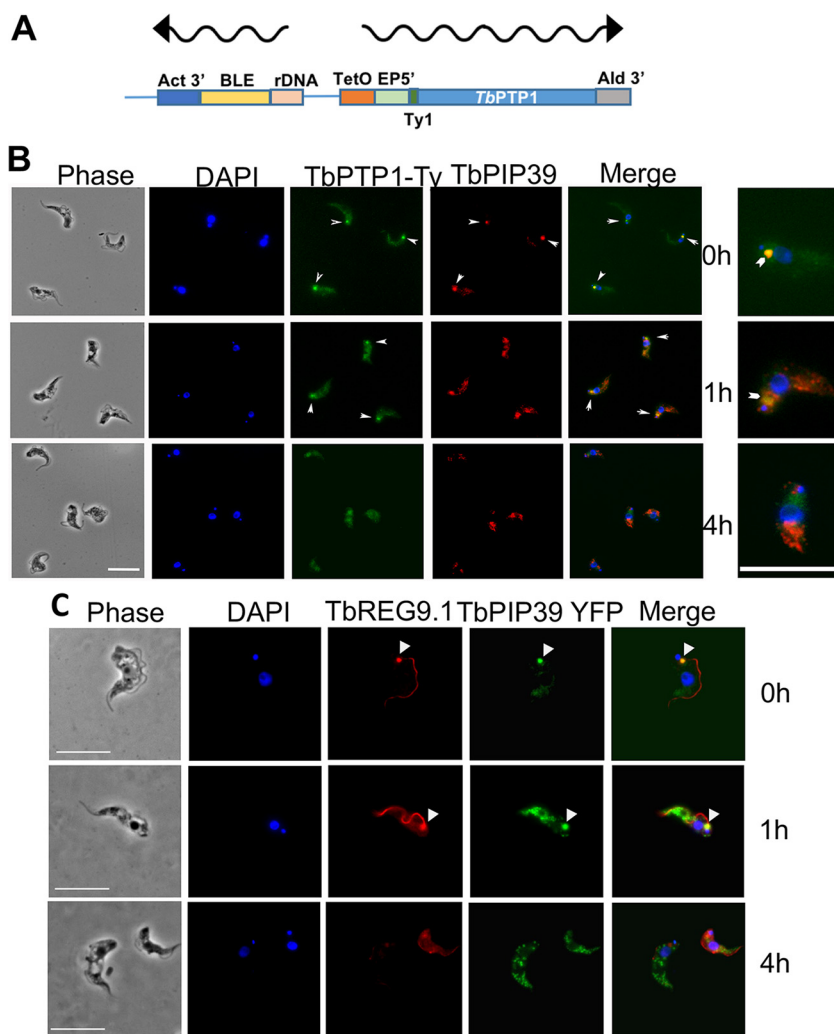 A
Act 3’ BLE rDNA TetO EP5’ TbPTP1 Ald 3’
Ty1
B
Phase DAPI TbPTP1-Ty TbPIP39 Merge
0h
1h
4h
C
Phase DAPI TbREG9.1 TbPIP39 YFP Merge
0h
1h
4h